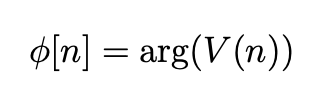 ϕ[n] = arg(V(n))